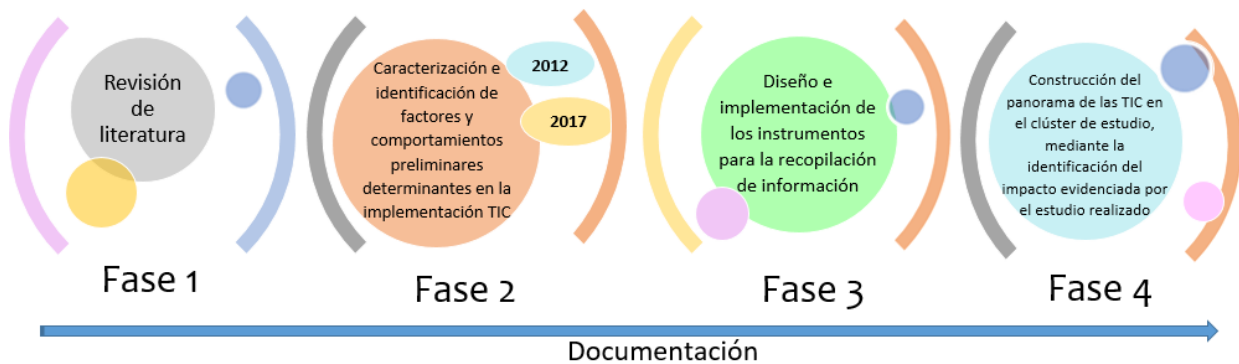 Revisión
de
literatura
Fase 1
Caracterización e
identificación de
factores y
comportamientos
preliminares
determinantes en la
implementación TIC
2012
2017
Fase 2
Diseño e
implementación de
los instrumentos
para la recopilación
de información
Fase 3
Construcción del
panorama de las TIC en
el clúster de estudio,
mediante la
identificación del
impacto evidenciada por
el estudio realizado
Fase 4
Documentación